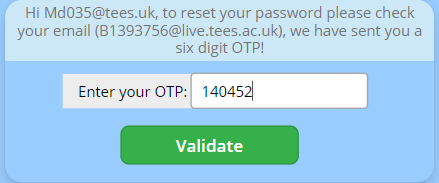 Hi Md035@tees.uk, to reset your password please check
your email (B1393756@live.tees.ac.uk), we have sent you a
six digit OTP!
Enter your OTP: 140452
Validate